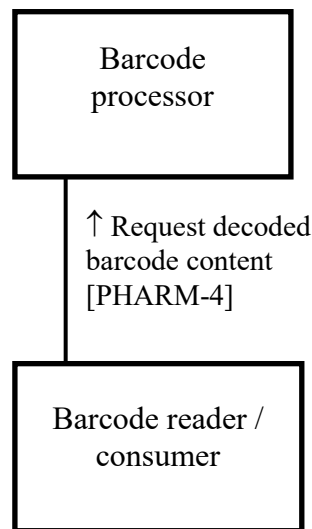 Barcode
processor
↑ Request decoded
barcode content
[PHARM-4]
Barcode reader /
consumer